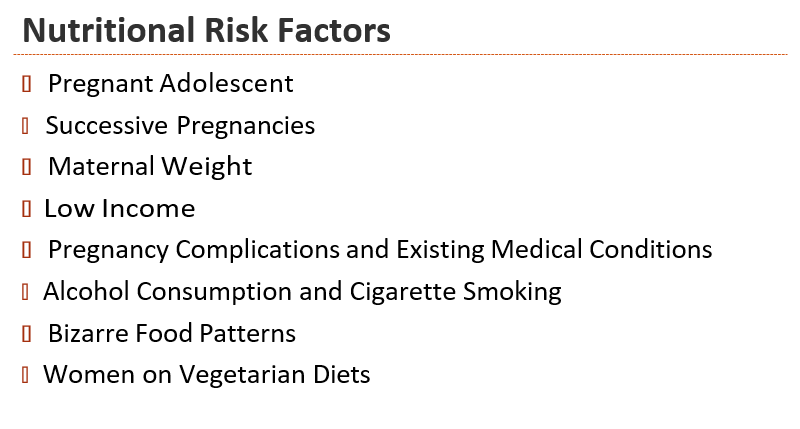 Nutritional Risk Factors
▯ Pregnant Adolescent
▯ Successive Pregnancies
▯ Maternal Weight
▯ Low Income
▯ Pregnancy Complications and Existing Medical Conditions
▯ Alcohol Consumption and Cigarette Smoking
▯ Bizarre Food Patterns
▯ Women on Vegetarian Diets